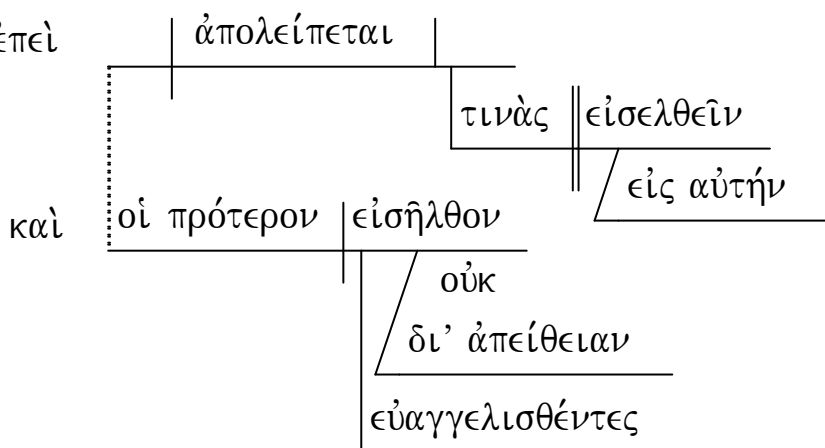 ἐπεὶ ἀπολείπεται
τινὰς εἰσελθεῖν
εἰς αὐτήν
καὶ οἱ πρότερον εἰσῆλθον
οὐκ
δι’ ἀπείθειαν
εὐαγγελισθέντες